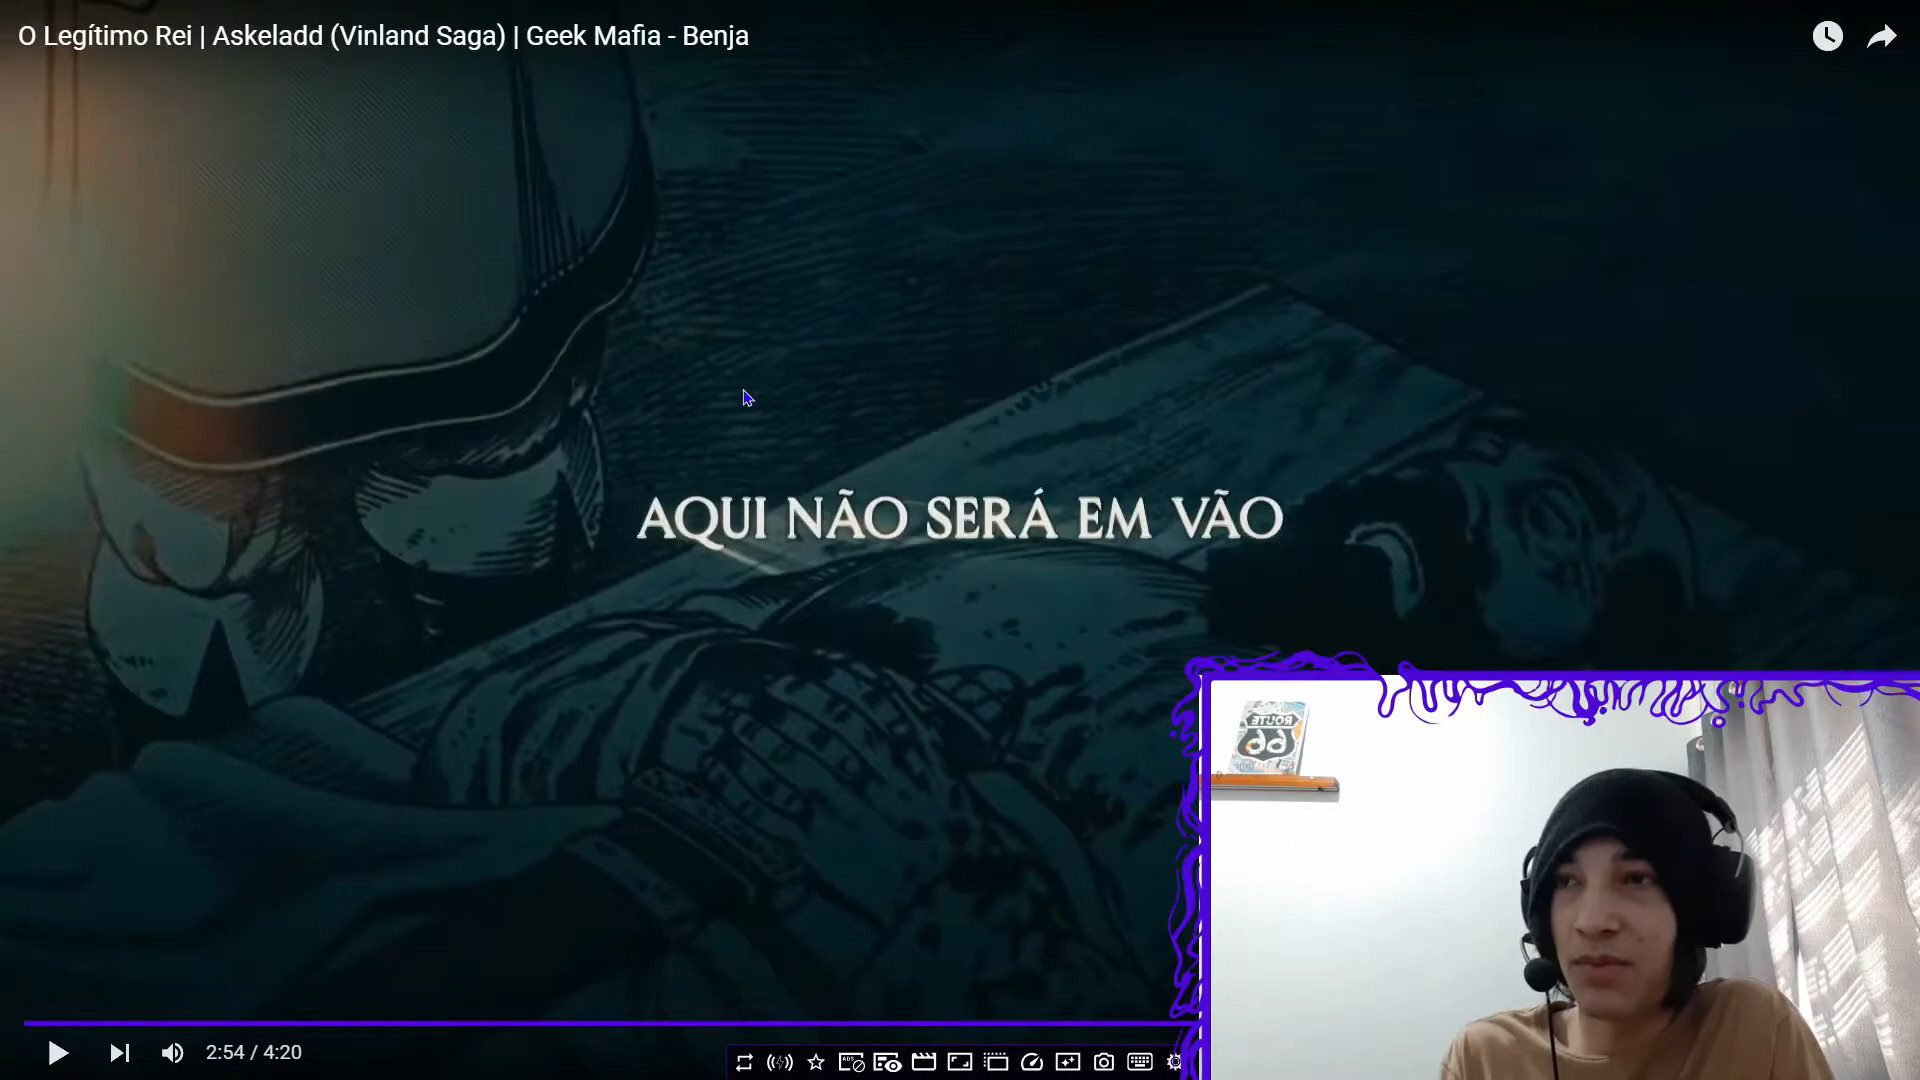 O Legítimo Rei | Askeladd (Vinland Saga) | Geek Mafia - Benja
AQUI NÃO SERÁ EM VÃO
ROUTE
66
2:54 / 4:20
ADS